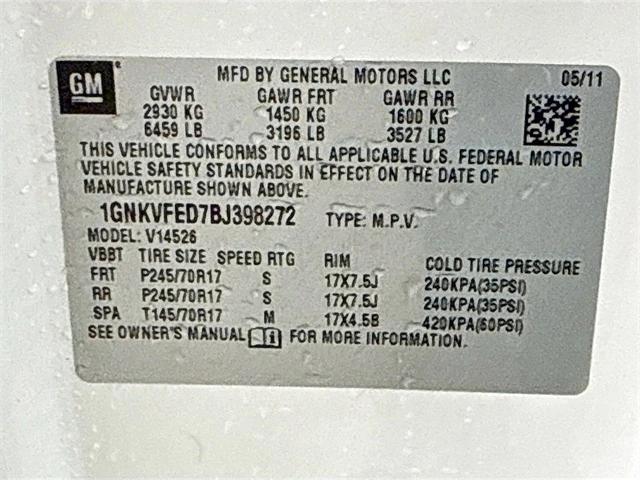 GM ®
MFD BY GENERAL MOTORS LLC 05/11
GVWR GAWR FRT GAWR RR
2930 KG 1450 KG 1600 KG
6459 LB 3196 LB 3527 LB
THIS VEHICLE CONFORMS TO ALL APPLICABLE U.S. FEDERAL MOTOR
VEHICLE SAFETY STANDARDS IN EFFECT ON THE DATE OF
MANUFACTURE SHOWN ABOVE.
1GNKVFED7BJ398272 TYPE: M.P.V.
MODEL: V14526
VBBT TIRE SIZE SPEED RTG RIM COLD TIRE PRESSURE
FRT P245/70R17 S 17X7.5J 240KPA(35PSI)
RR P245/70R17 S 17X7.5J 240KPA(35PSI)
SPA T145/70R17 M 17X4.5B 420KPA(60PSI)
SEE OWNER'S MANUAL i FOR MORE INFORMATION.